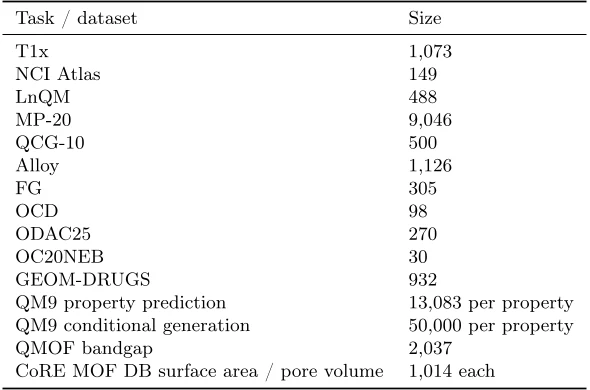 Task / dataset Size
T1x 1,073
NCI Atlas 149
LnQM 488
MP-20 9,046
QCG-10 500
Alloy 1,126
FG 305
OCD 98
ODAC25 270
OC20NEB 30
GEOM-DRUGS 932
QM9 property prediction 13,083 per property
QM9 conditional generation 50,000 per property
QMOF bandgap 2,037
CoRE MOF DB surface area / pore volume 1,014 each